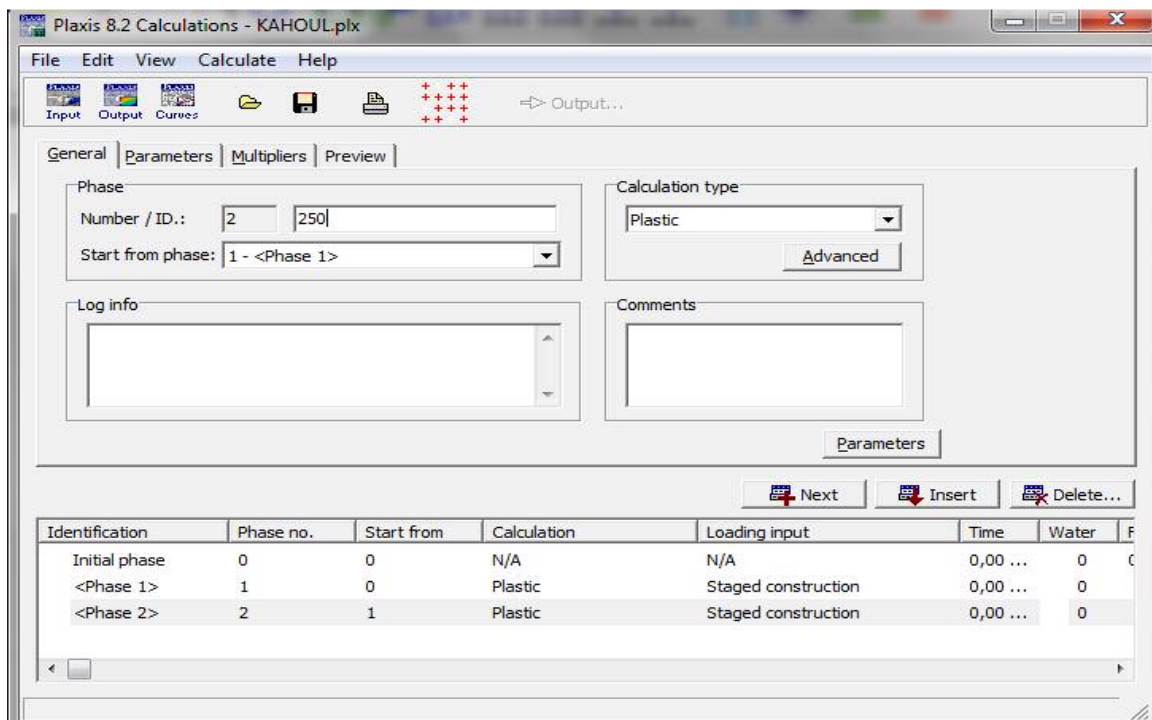 Plaxis 8.2 Calculations - KAHOUL.plx
File Edit View Calculate Help
Input Output Curves Output...
General Parameters Multipliers Preview
Phase
Number / ID.: 2 250
Start from phase: 1 - <Phase 1>
Calculation type
Plastic
Advanced
Log info
Comments
Parameters
Next Insert Delete...
Identification Phase no. Start from Calculation Loading input Time Water F
Initial phase 0 0 N/A N/A 0,00 ... 0
<Phase 1> 1 0 Plastic Staged construction 0,00 ... 0
<Phase 2> 2 1 Plastic Staged construction 0,00 ... 0